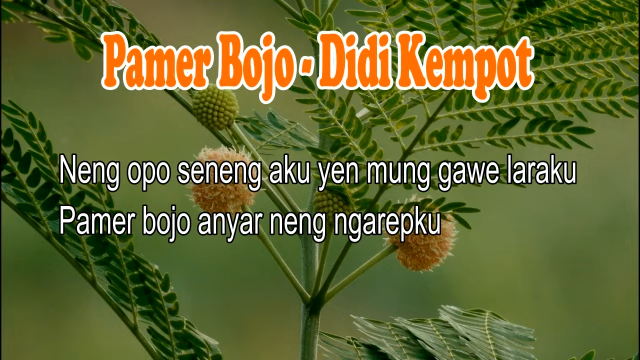 Pamer Bojo - Didi Kempot
Neng opo seneng aku yen mung gawe laraku
Pamer bojo anyar neng ngarepku